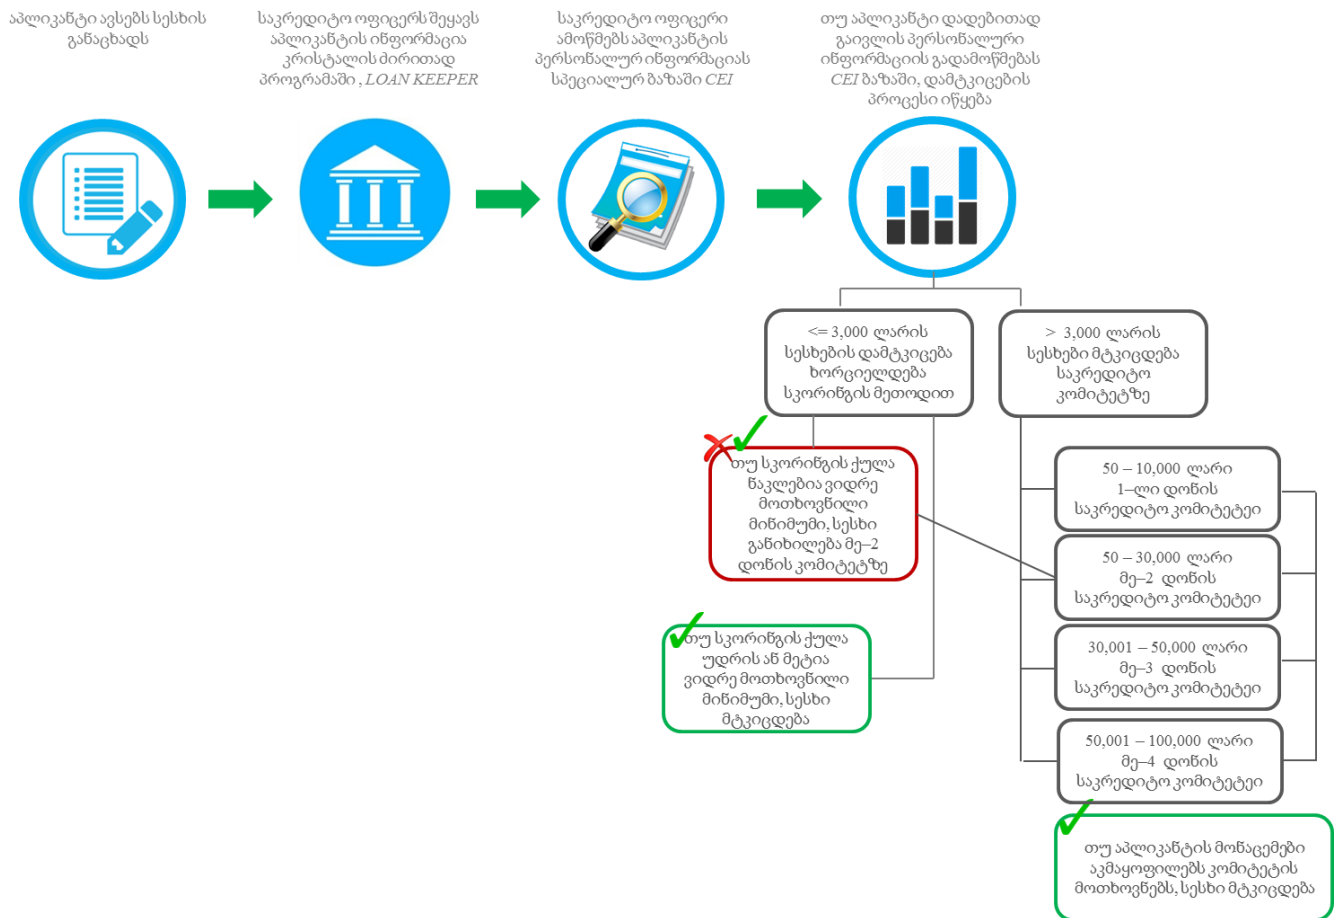 აპლიკანტი ავსებს სესხის
განაცხადს
საკრედიტო ოფიცერს შეყავს
აპლიკანტის ინფორმაცია
კრისტალის ძირითად
პროგრამაში , LOAN KEEPER
საკრედიტო ოფიცერი
ამოწმებს აპლიკანტის
პერსონალურ ინფორმაციას
სპეციალურ ბაზაში CEI
თუ აპლიკანტი დადებითად
გაივლის პერსონალური
ინფორმაციის გადამოწმებას
CEI ბაზაში, დამტკიცების
პროცესი იწყება
<= 3,000 ლარის
სესხების დამტკიცება
ხორციელდება
სკორინგის მეთოდით
> 3,000 ლარის
სესხები მტკიცდება
საკრედიტო
კომიტეტზე
თუ სკორინგის ქულა
ნაკლებია ვიდრე
მოთხოვნილი
მინიმუმი, სესხი
განიხილება მე–2
დონის კომიტეტზე
თუ სკორინგის ქულა
უდრის ან მეტია
ვიდრე მოთხოვნილი
მინიმუმი, სესხი
მტკიცდება
50 – 10,000 ლარი
1–ლი დონის
საკრედიტო კომიტეტეი
50 – 30,000 ლარი
მე–2 დონის
საკრედიტო კომიტეტეი
30,001 – 50,000 ლარი
მე–3 დონის
საკრედიტო კომიტეტეი
50,001 – 100,000 ლარი
მე–4 დონის
საკრედიტო კომიტეტეი
თუ აპლიკანტის მონაცემები
აკმაყოფილებს კომიტეტის
მოთხოვნებს, სესხი მტკიცდება